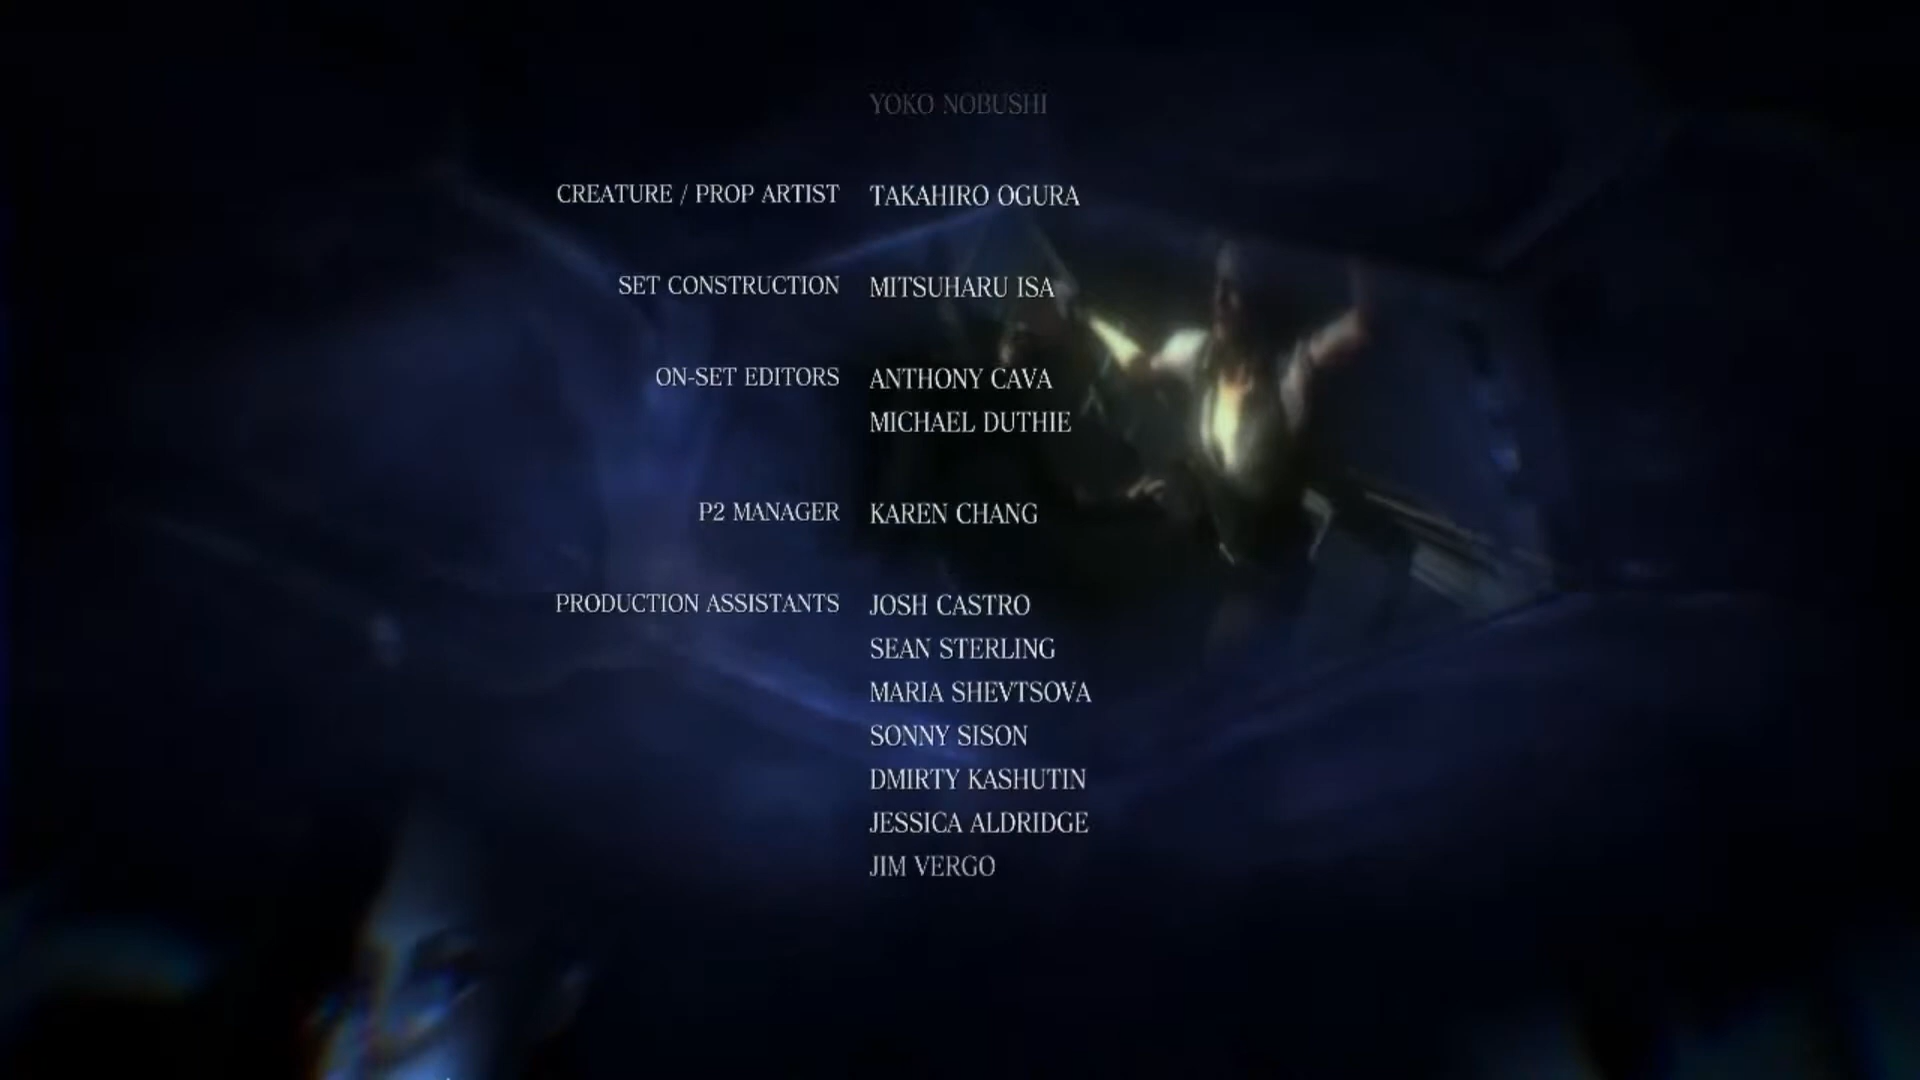 YOKO NOBUSHI
CREATURE / PROP ARTIST TAKAHIRO OGURA
SET CONSTRUCTION MITSUHARU ISA
ON-SET EDITORS ANTHONY CAVA
MICHAEL DUTHIE
P2 MANAGER KAREN CHANG
PRODUCTION ASSISTANTS JOSH CASTRO
SEAN STERLING
MARIA SHEVTSOVA
SONNY SISON
DMIRTY KASHUTIN
JESSICA ALDRIDGE
JIM VERGO